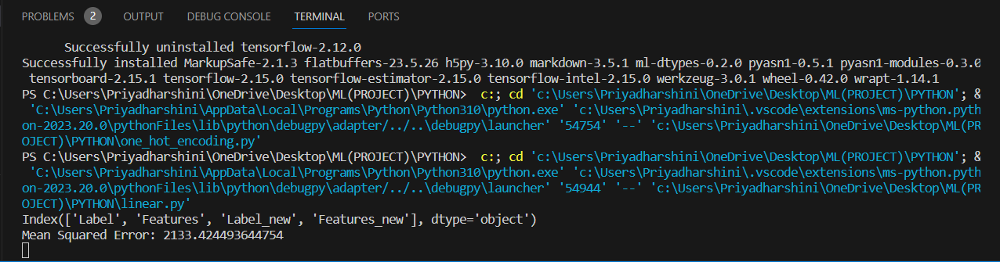 PROBLEMS 2 OUTPUT DEBUG CONSOLE TERMINAL PORTS
Successfully uninstalled tensorflow-2.12.0
Successfully installed MarkupSafe-2.1.3 flatbuffers-23.5.26 h5py-3.10.0 markdown-3.5.1 ml-dtypes-0.2.0 pyasn1-0.5.1 pyasn1-modules-0.3.0
tensorboard-2.15.1 tensorflow-2.15.0 tensorflow-estimator-2.15.0 tensorflow-intel-2.15.0 werkzeug-3.0.1 wheel-0.42.0 wrapt-1.14.1
PS C:\Users\Priyadharshini\OneDrive\Desktop\ML(PROJECT)\PYTHON>  c:; cd 'c:\Users\Priyadharshini\OneDrive\Desktop\ML(PROJECT)\PYTHON'; &
'C:\Users\Priyadharshini\AppData\Local\Programs\Python\Python310\python.exe' 'c:\Users\Priyadharshini\.vscode\extensions\ms-python.pyth
on-2023.20.0\pythonFiles\lib\python\debugpy\adapter/../..\debugpy\launcher' '54754' '--' 'c:\Users\Priyadharshini\OneDrive\Desktop\ML(PR
OJECT)\PYTHON\one_hot_encoding.py'
PS C:\Users\Priyadharshini\OneDrive\Desktop\ML(PROJECT)\PYTHON>  c:; cd 'c:\Users\Priyadharshini\OneDrive\Desktop\ML(PROJECT)\PYTHON'; &
'C:\Users\Priyadharshini\AppData\Local\Programs\Python\Python310\python.exe' 'c:\Users\Priyadharshini\.vscode\extensions\ms-python.pyth
on-2023.20.0\pythonFiles\lib\python\debugpy\adapter/../..\debugpy\launcher' '54944' '--' 'c:\Users\Priyadharshini\OneDrive\Desktop\ML(PR
OJECT)\PYTHON\linear.py'
Index(['Label', 'Features', 'Label_new', 'Features_new'], dtype='object')
Mean Squared Error: 2133.424493644754